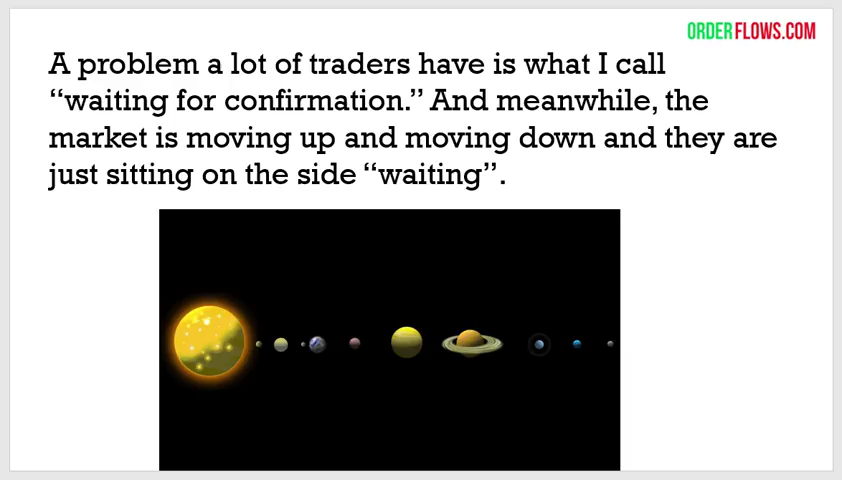 ORDERFLOWS.COM
A problem a lot of traders have is what I call
“waiting for confirmation.” And meanwhile, the
market is moving up and moving down and they are
just sitting on the side “waiting”.